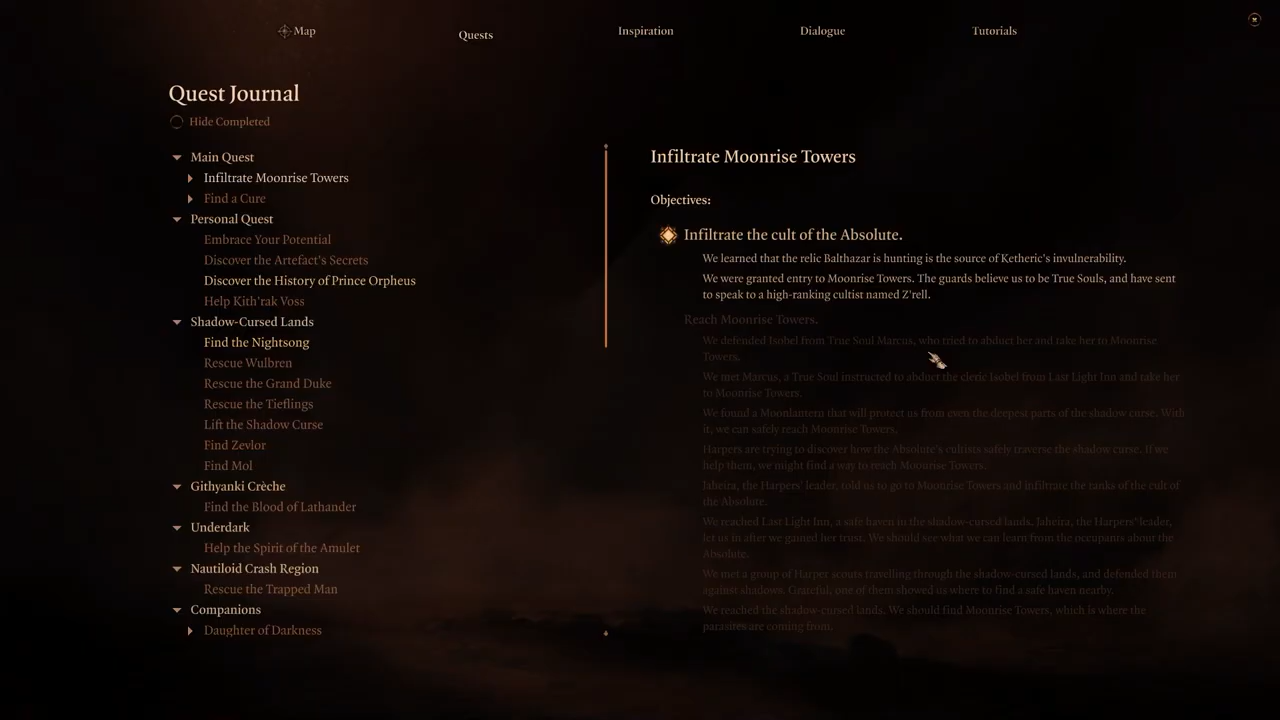 Map
Quests
Inspiration
Dialogue
Tutorials
Quest Journal
Hide Completed
Main Quest
Infiltrate Moonrise Towers
Find a Cure
Personal Quest
Embrace Your Potential
Discover the Artefact's Secrets
Discover the History of Prince Orpheus
Help Kith'rak Voss
Shadow-Cursed Lands
Find the Nightsong
Rescue Wulbren
Rescue the Grand Duke
Rescue the Tieflings
Lift the Shadow Curse
Find Zevlor
Find Mol
Githyanki Crèche
Find the Blood of Lathander
Underdark
Help the Spirit of the Amulet
Nautiloid Crash Region
Rescue the Trapped Man
Companions
Daughter of Darkness
Infiltrate Moonrise Towers
Objectives:
Infiltrate the cult of the Absolute.
We learned that the relic Balthazar is hunting is the source of Ketheric's invulnerability.
We were granted entry to Moonrise Towers. The guards believe us to be True Souls, and have sent
to speak to a high-ranking cultist named Z'rell.
Reach Moonrise Towers.
We defended Isobel from True Soul Marcus, who tried to abduct her and take her to Moonrise
Towers.
We met Marcus, a True Soul instructed to abduct the cleric Isobel from Last Light Inn and take her
to Moonrise Towers.
We found a Moonlantern that will protect us from even the deepest parts of the shadow curse. With
it, we can safely reach Moonrise Towers.
Harpers are trying to discover how the Absolute's cultists safely traverse the shadow curse. If we
help them, we might find a way to reach Moonrise Towers.
Jaheira, the Harpers' leader, told us to go to Moonrise Towers and infiltrate the ranks of the cult of
the Absolute.
We reached Last Light Inn, a safe haven in the shadow-cursed lands. Jaheira, the Harpers' leader,
let us in after we gained her trust. We should see what we can learn from the occupants about the
Absolute.
We met a group of Harper scouts travelling through the shadow-cursed lands, and defended them
against shadows. Grateful, one of them showed us where to find a safe haven nearby.
We reached the shadow-cursed lands. We should find Moonrise Towers, which is where the
parasites are coming from.